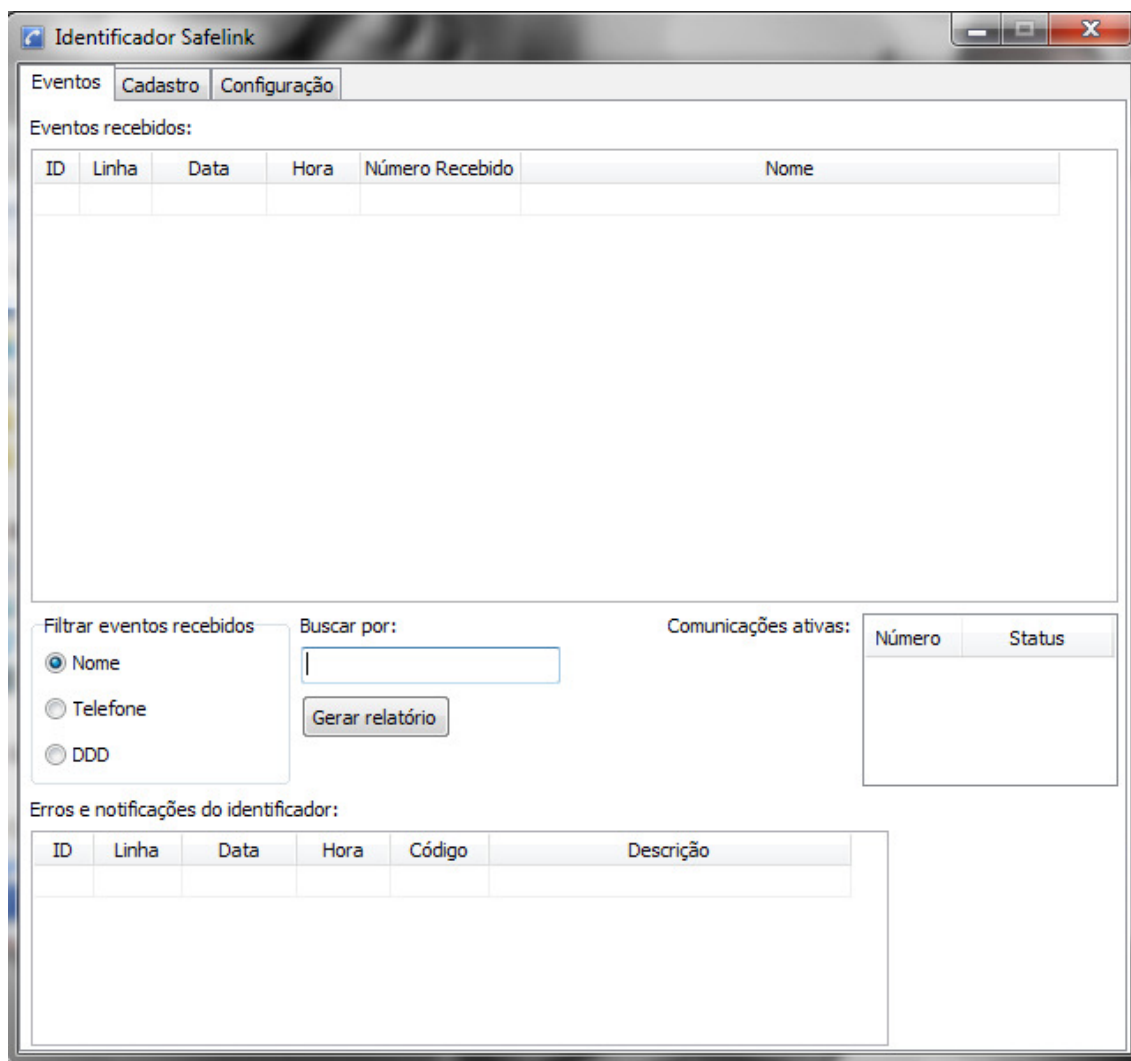 Identificador Safelink
Eventos Cadastro Configuração
Eventos recebidos:
ID Linha Data Hora Número Recebido Nome
Filtrar eventos recebidos Buscar por: Comunicações ativas: Número Status
Nome
Telefone Gerar relatório
DDD
Erros e notificações do identificador:
ID Linha Data Hora Código Descrição